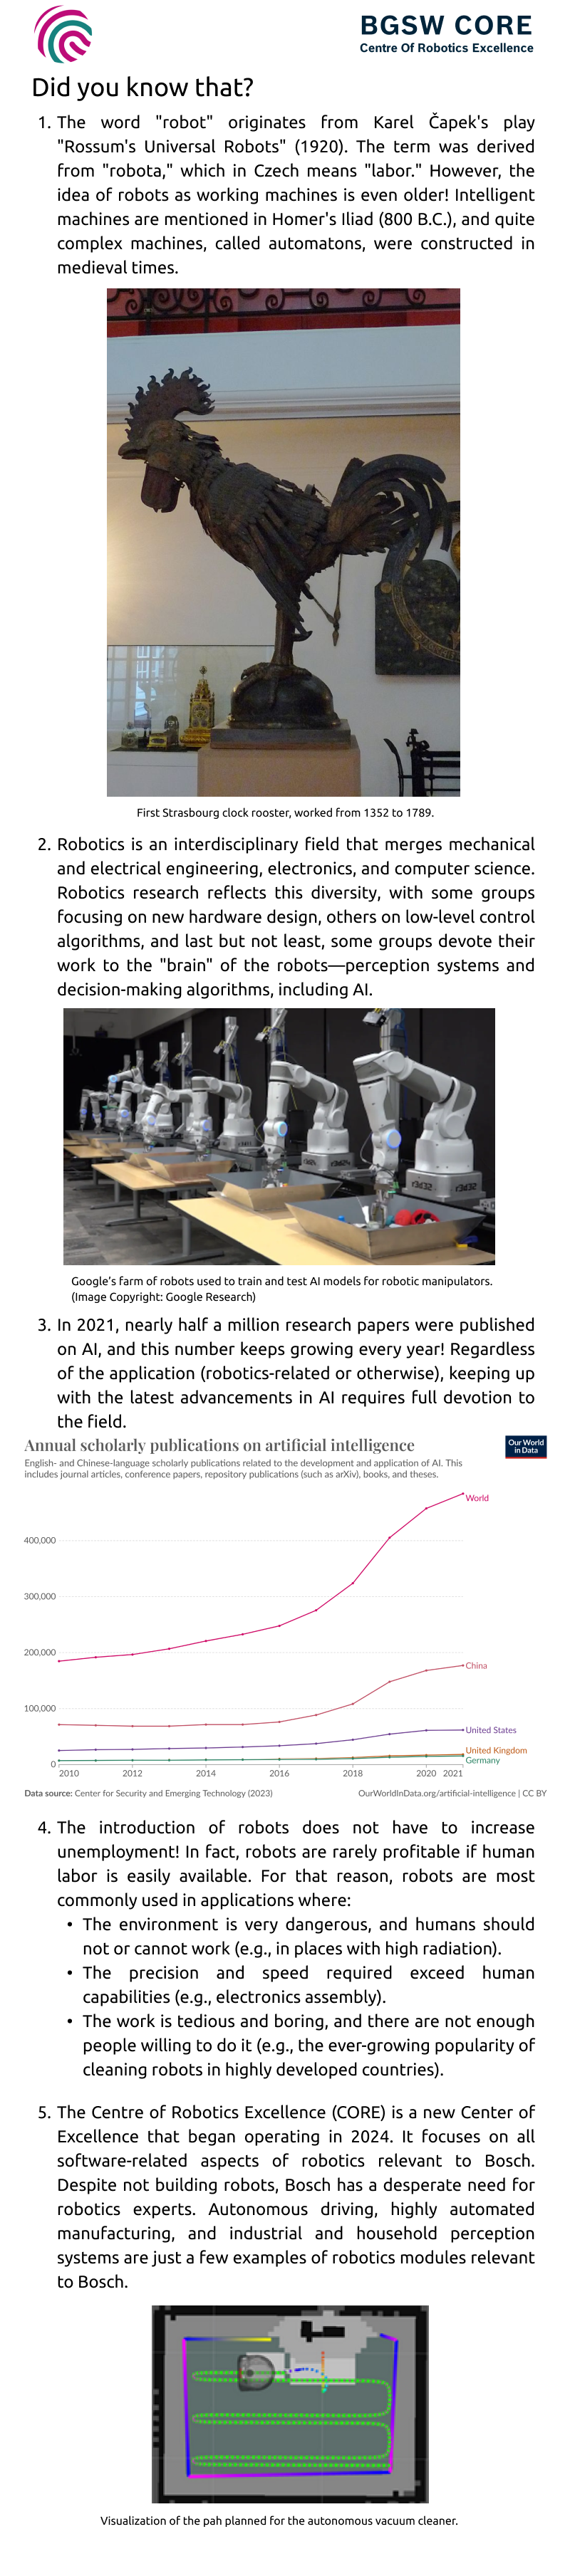 BGSW CORE
Centre Of Robotics Excellence
Did you know that?
1. The word "robot" originates from Karel Čapek's play
"Rossum's Universal Robots" (1920). The term was derived
from "robota," which in Czech means "labor." However, the
idea of robots as working machines is even older! Intelligent
machines are mentioned in Homer's Iliad (800 B.C.), and quite
complex machines, called automatons, were constructed in
medieval times.
First Strasbourg clock rooster, worked from 1352 to 1789.
2. Robotics is an interdisciplinary field that merges mechanical
and electrical engineering, electronics, and computer science.
Robotics research reflects this diversity, with some groups
focusing on new hardware design, others on low-level control
algorithms, and last but not least, some groups devote their
work to the "brain" of the robots—perception systems and
decision-making algorithms, including AI.
Google's farm of robots used to train and test AI models for robotic manipulators.
(Image Copyright: Google Research)
3. In 2021, nearly half a million research papers were published
on AI, and this number keeps growing every year! Regardless
of the application (robotics-related or otherwise), keeping up
with the latest advancements in AI requires full devotion to
the field.
Annual scholarly publications on artificial intelligence
Our World
in Data
English- and Chinese-language scholarly publications related to the development and application of AI. This
includes journal articles, conference papers, repository publications (such as arXiv), books, and theses.
World
400,000
300,000
200,000
China
100,000
United States
United Kingdom
Germany
0
2010 2012 2014 2016 2018 2020 2021
Data source: Center for Security and Emerging Technology (2023)
OurWorldInData.org/artificial-intelligence | CC BY
4. The introduction of robots does not have to increase
unemployment! In fact, robots are rarely profitable if human
labor is easily available. For that reason, robots are most
commonly used in applications where:
• The environment is very dangerous, and humans should
not or cannot work (e.g., in places with high radiation).
• The precision and speed required exceed human
capabilities (e.g., electronics assembly).
• The work is tedious and boring, and there are not enough
people willing to do it (e.g., the ever-growing popularity of
cleaning robots in highly developed countries).
5. The Centre of Robotics Excellence (CORE) is a new Center of
Excellence that began operating in 2024. It focuses on all
software-related aspects of robotics relevant to Bosch.
Despite not building robots, Bosch has a desperate need for
robotics experts. Autonomous driving, highly automated
manufacturing, and industrial and household perception
systems are just a few examples of robotics modules relevant
to Bosch.
Visualization of the pah planned for the autonomous vacuum cleaner.